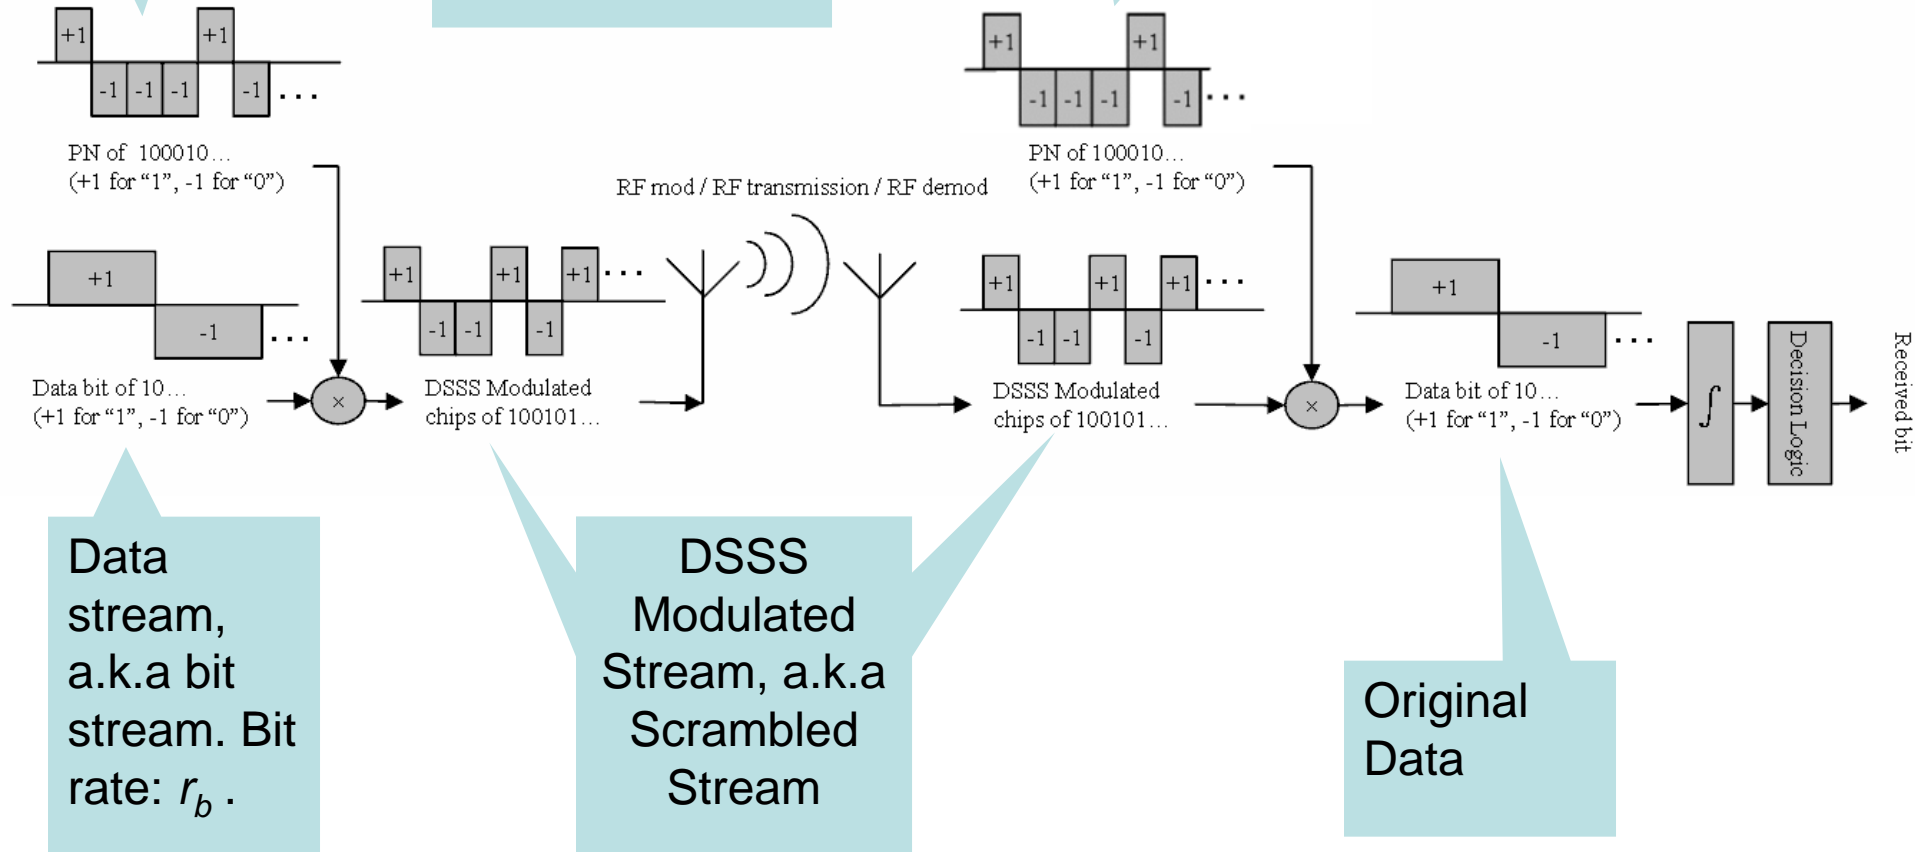 +1 +1
-1 -1 -1 -1 ...
PN of 100010...
(+1 for “1”, -1 for “0”)
+1 +1
-1 -1 -1 -1 ...
PN of 100010...
(+1 for “1”, -1 for “0”)
RF mod / RF transmission / RF demod
+1
-1 ...
Data bit of 10...
(+1 for “1”, -1 for “0”)
×
+1 +1 +1 ...
-1 -1 -1
DSSS Modulated
chips of 100101...
+1 +1 +1 ...
-1 -1 -1
DSSS Modulated
chips of 100101...
×
+1
-1 ...
Data bit of 10...
(+1 for “1”, -1 for “0”)
∫
Decision Logic
Received bit
Data
stream,
a.k.a bit
stream. Bit
rate: r_b .
DSSS
Modulated
Stream, a.k.a
Scrambled
Stream
Original
Data